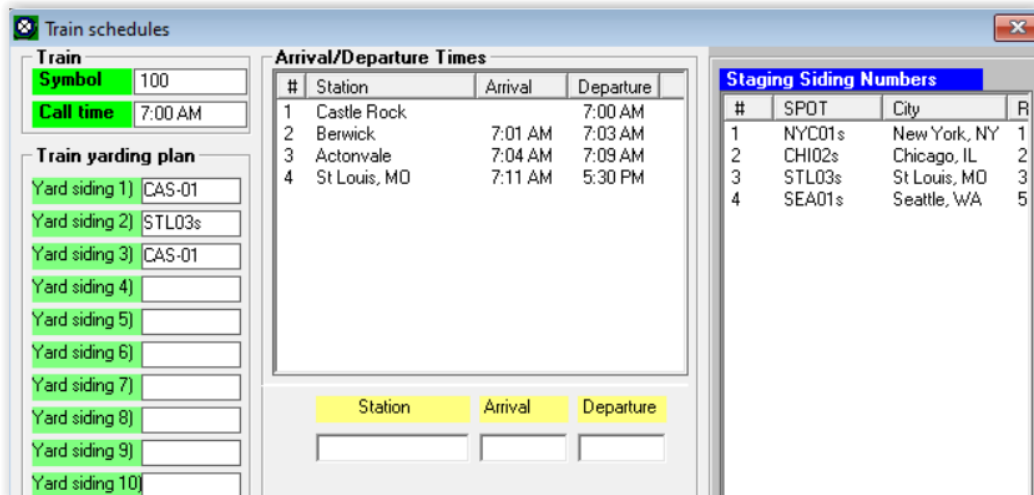 Train schedules
Train
Symbol 100
Call time 7:00 AM
Train yarding plan
Yard siding 1) CAS-01
Yard siding 2) STL03s
Yard siding 3) CAS-01
Yard siding 4)
Yard siding 5)
Yard siding 6)
Yard siding 7)
Yard siding 8)
Yard siding 9)
Yard siding 10)
Arrival/Departure Times
# Station Arrival Departure
1 Castle Rock 7:00 AM
2 Berwick 7:01 AM 7:03 AM
3 Actonvale 7:04 AM 7:09 AM
4 St Louis, MO 7:11 AM 5:30 PM
Station Arrival Departure
Staging Siding Numbers
# SPOT City R
1 NYC01s New York, NY 1
2 CHI02s Chicago, IL 2
3 STL03s St Louis, MO 3
4 SEA01s Seattle, WA 5